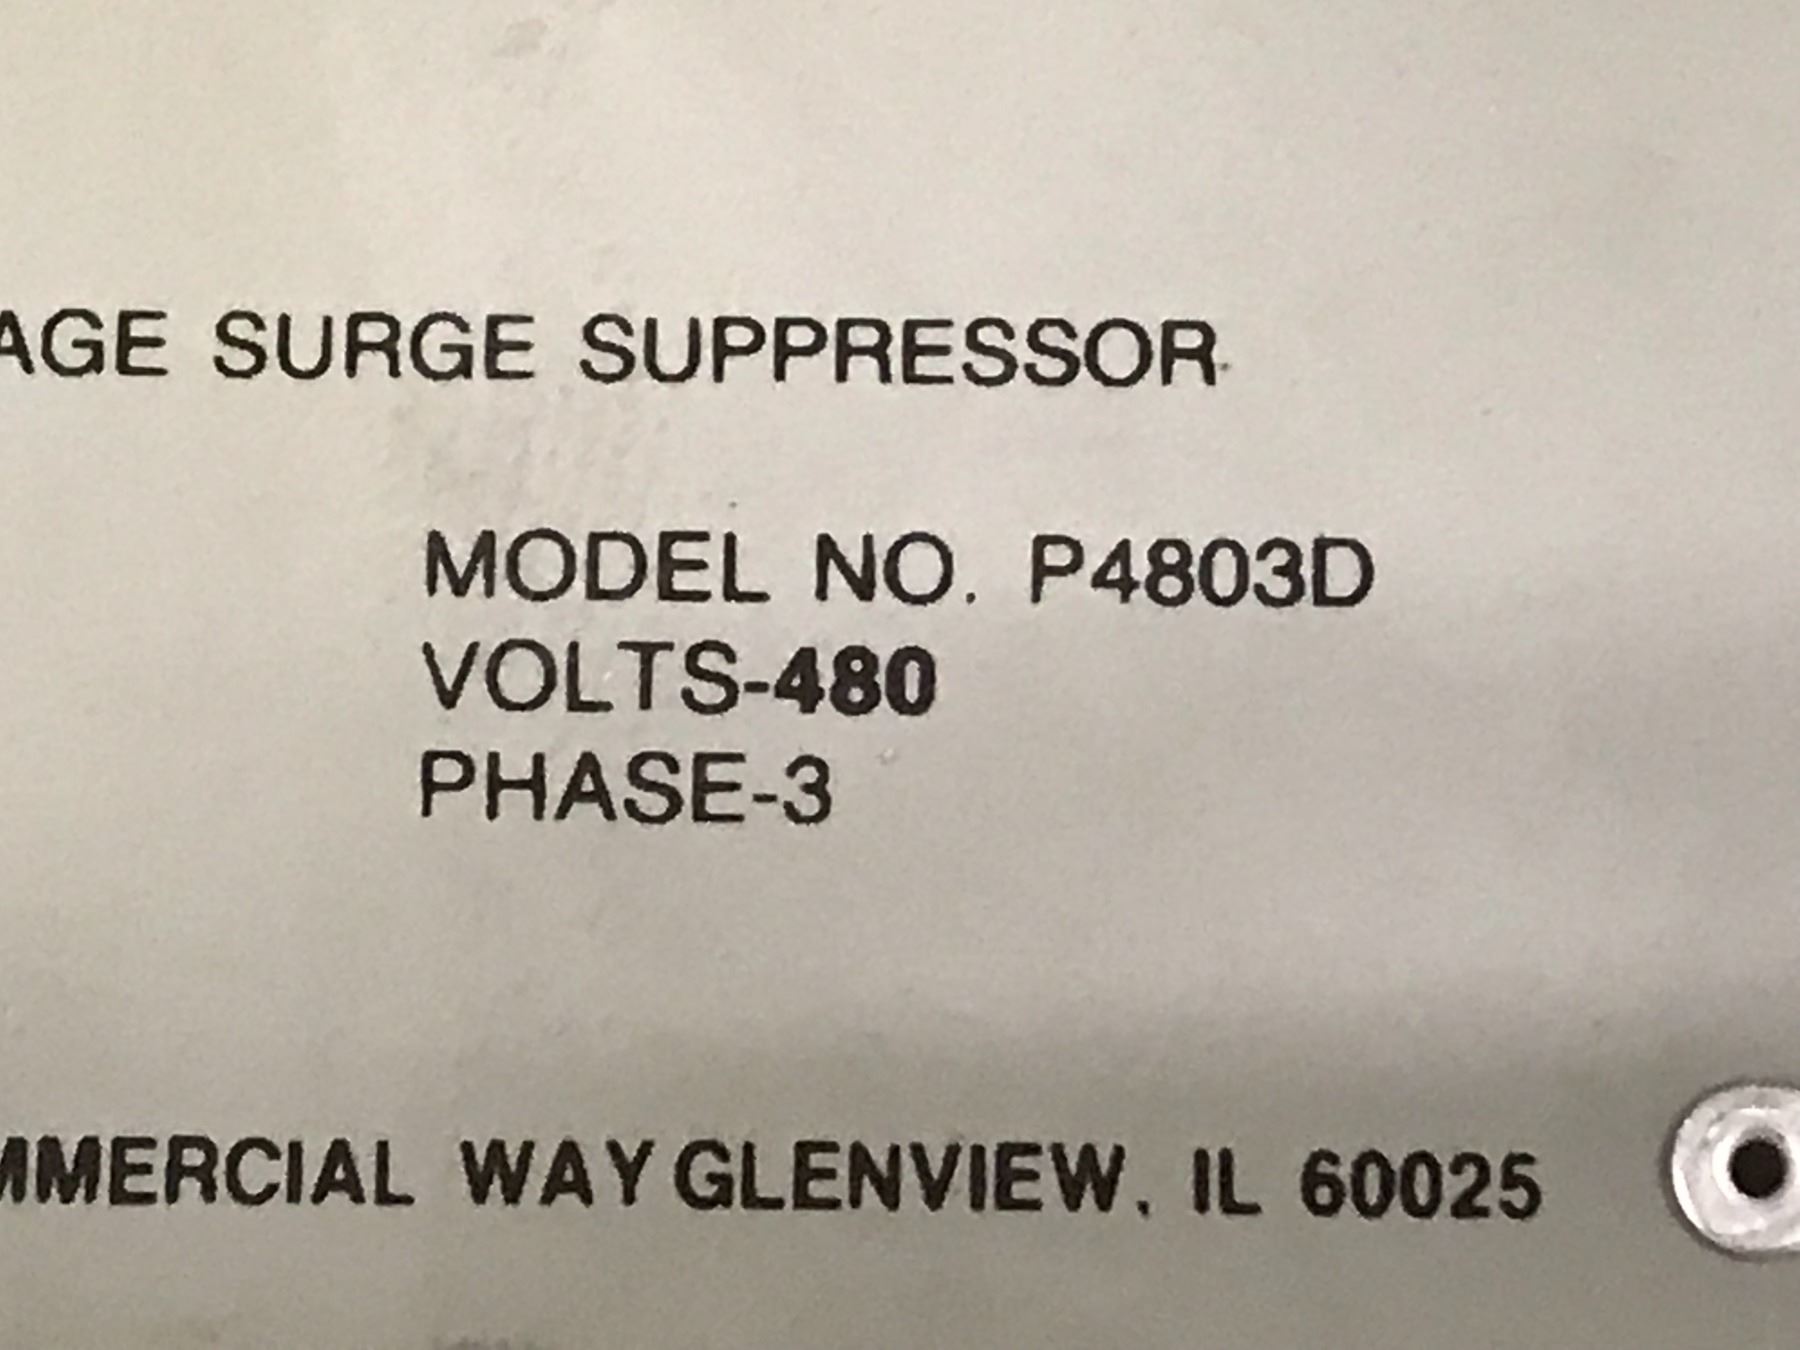 AGE SURGE SUPPRESSOR
MODEL NO. P4803D
VOLTS-480
PHASE-3
MMERCIAL WAY GLENVIEW, IL 60025